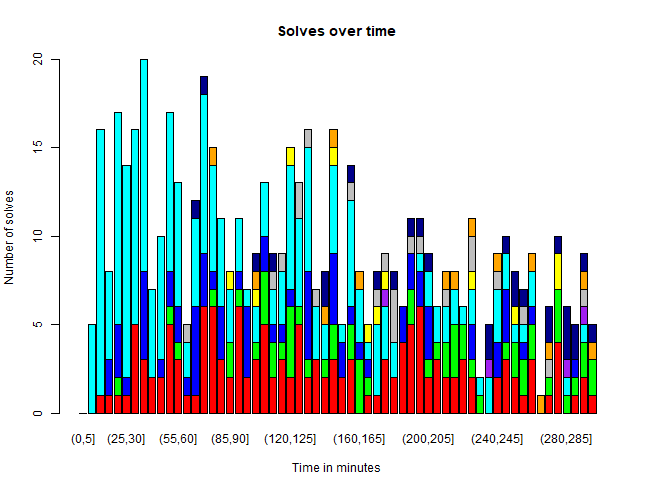 Solves over time
Number of solves
20
15
10
5
0
(0,5] (25,30] (55,60] (85,90] (120,125] (160,165] (200,205] (240,245] (280,285]
Time in minutes